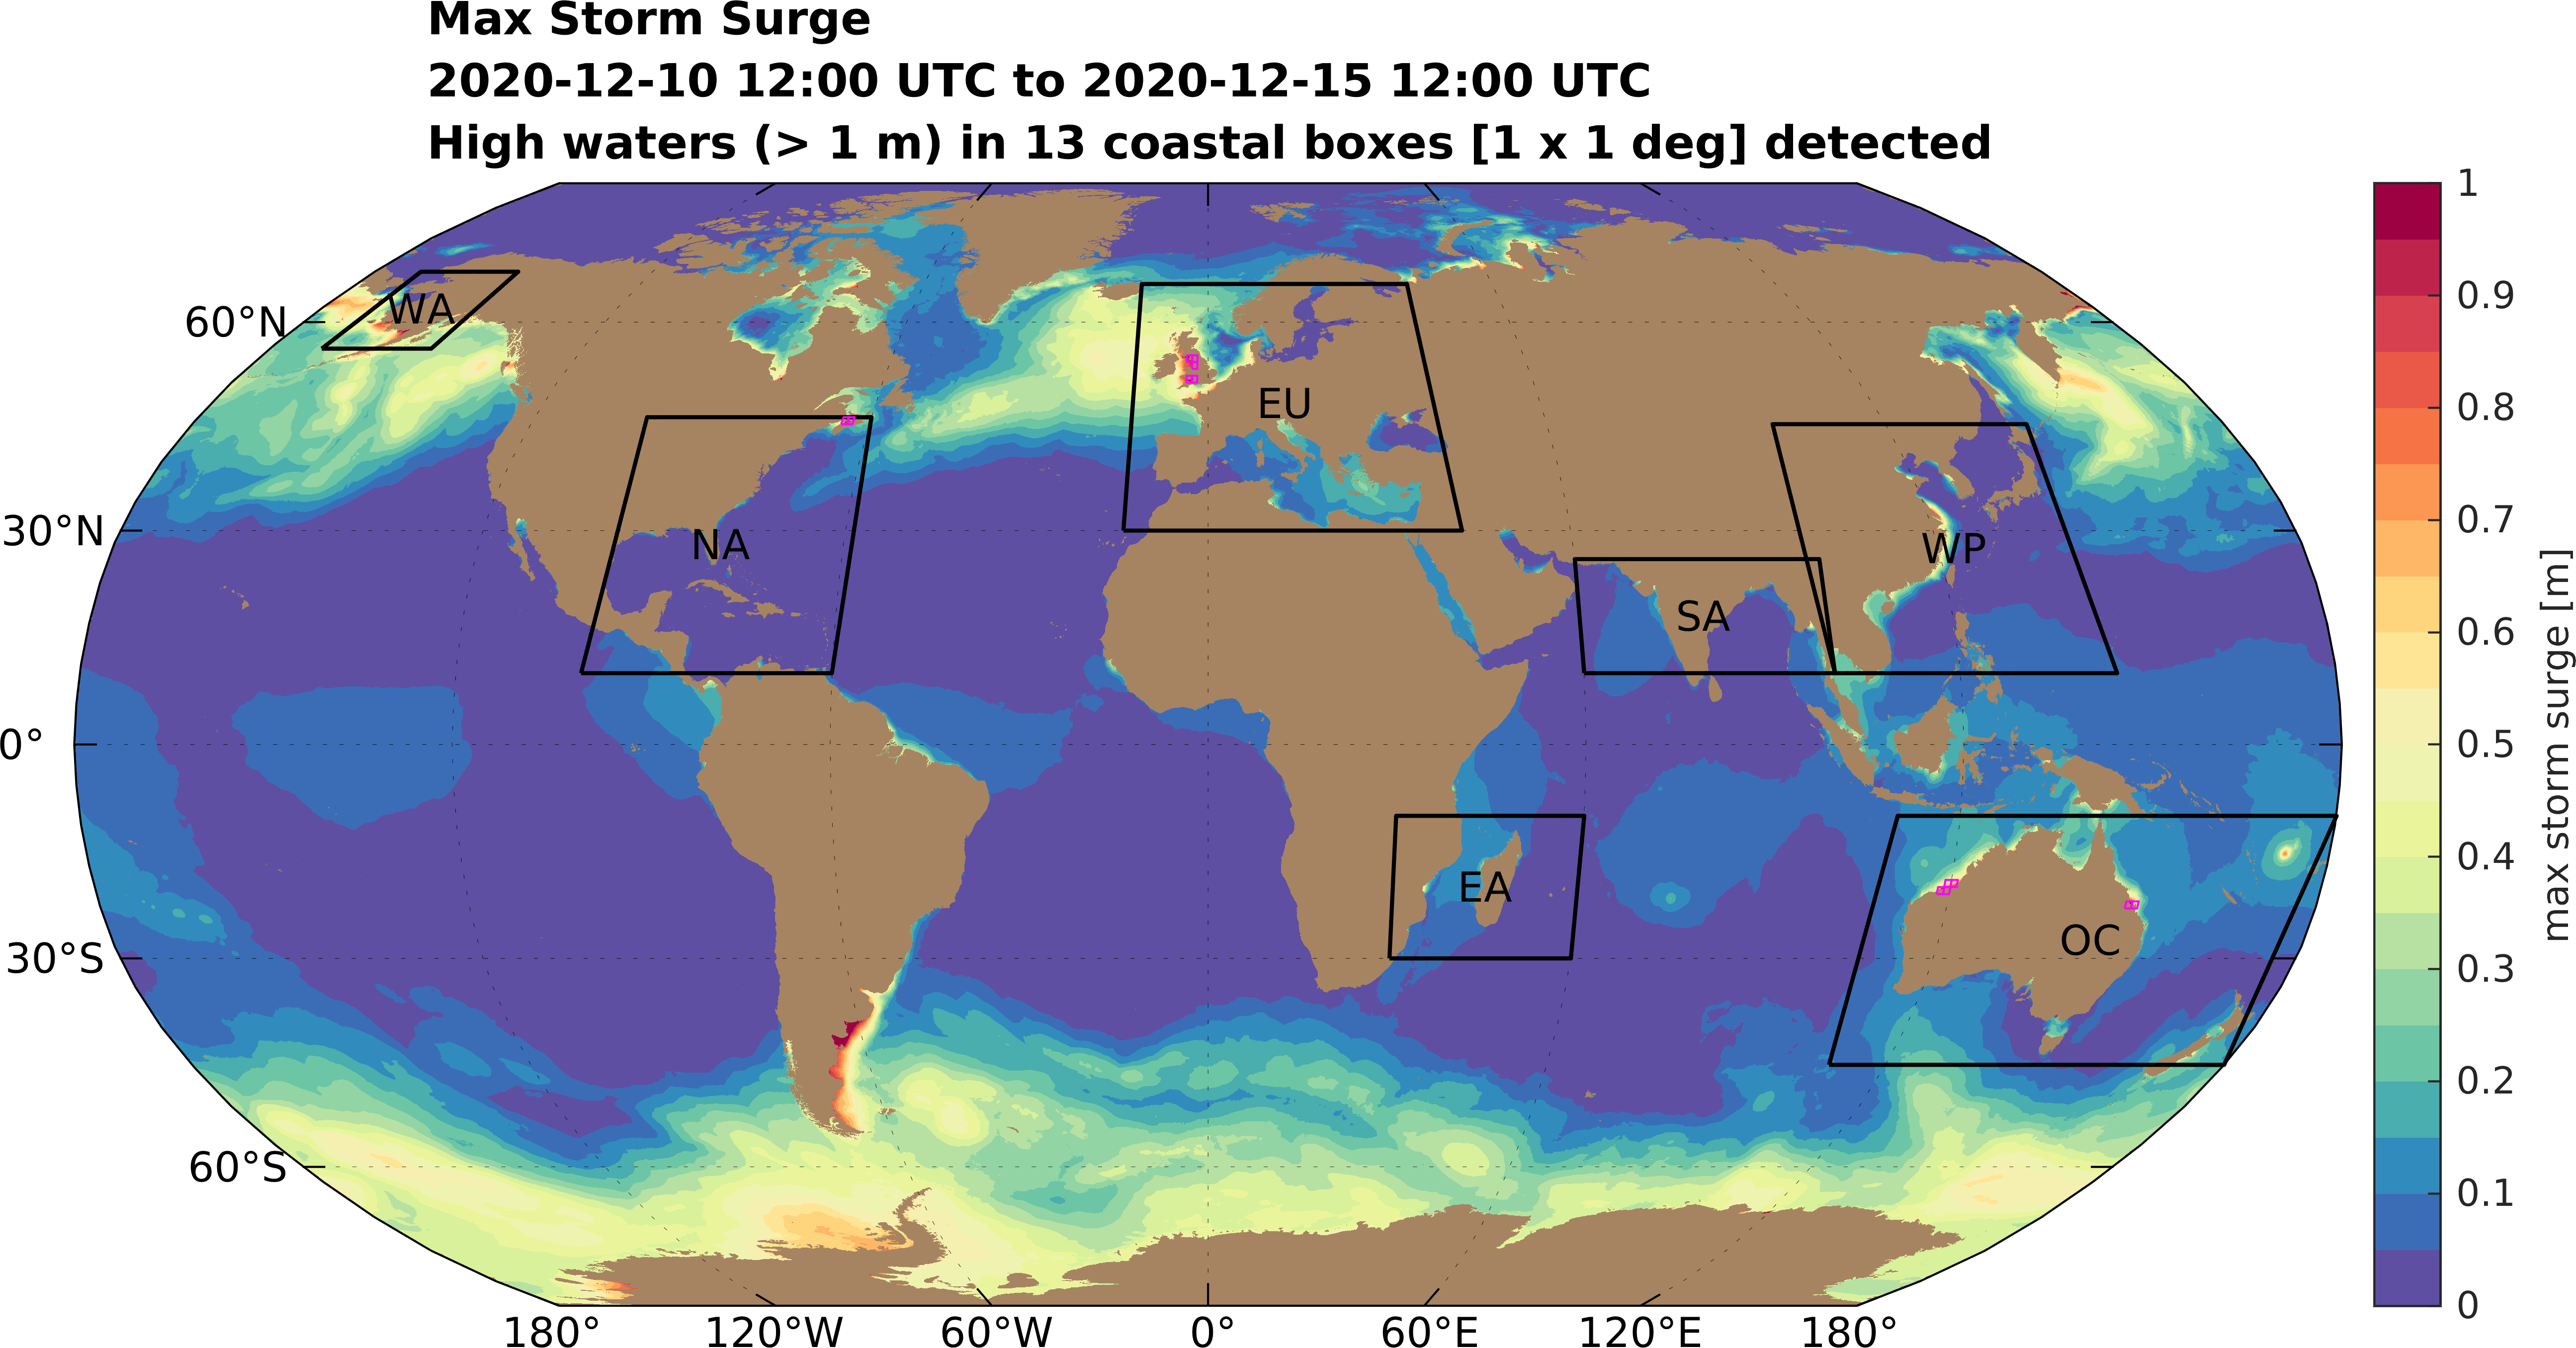 Max Storm Surge
2020-12-10 12:00 UTC to 2020-12-15 12:00 UTC
High waters (> 1 m) in 13 coastal boxes [1 x 1 deg] detected
60°N
30°N
0°
30°S
60°S
WA
NA
EU
SA
WP
EA
OC
180°
120°W
60°W
0°
60°E
120°E
180°
1
0.9
0.8
0.7
0.6
0.5
0.4
0.3
0.2
0.1
0
max storm surge [m]